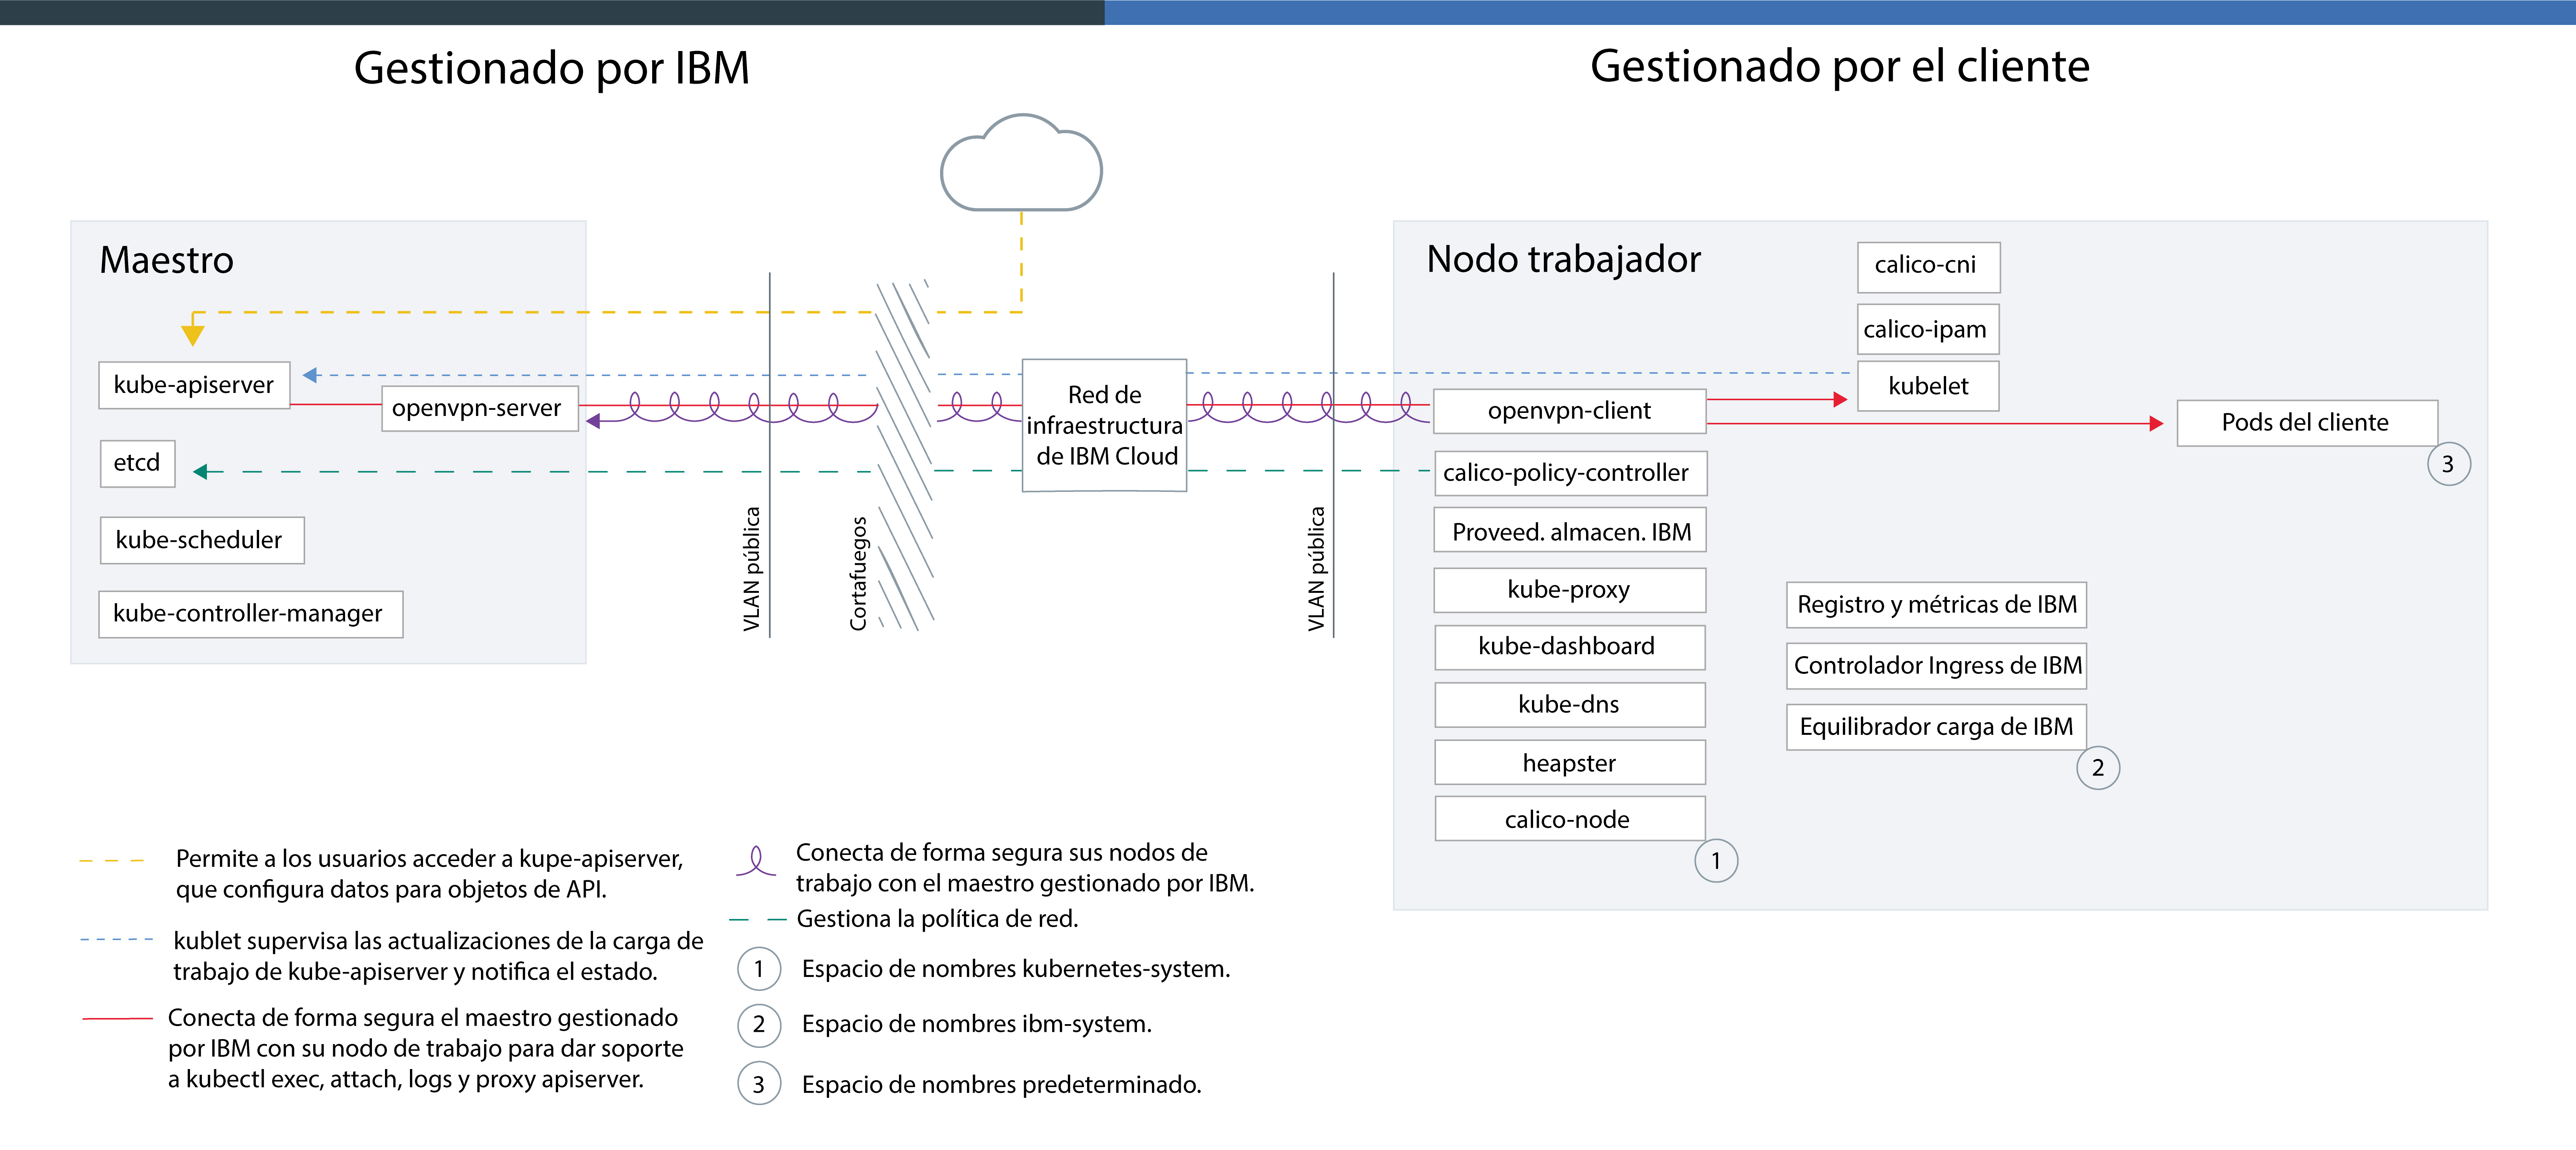 Gestionado por IBM
Gestionado por el cliente
Maestro
kube-apiserver
openvpn-server
etcd
kube-scheduler
kube-controller-manager
VLAN pública
Cortafuegos
Red de
infraestructura
de IBM Cloud
VLAN pública
Nodo trabajador
calico-cni
calico-ipam
kubelet
openvpn-client
Pods del cliente
3
calico-policy-controller
Proveed. almacen. IBM
kube-proxy
kube-dashboard
kube-dns
heapster
calico-node
1
Registro y métricas de IBM
Controlador Ingress de IBM
Equilibrador carga de IBM
2
Permite a los usuarios acceder a kupe-apiserver,
que configura datos para objetos de API.
kublet supervisa las actualizaciones de la carga de
trabajo de kube-apiserver y notifica el estado.
Conecta de forma segura el maestro gestionado
por IBM con su nodo de trabajo para dar soporte
a kubectl exec, attach, logs y proxy apiserver.
Conecta de forma segura sus nodos de
trabajo con el maestro gestionado por IBM.
Gestiona la política de red.
1 Espacio de nombres kubernetes-system.
2 Espacio de nombres ibm-system.
3 Espacio de nombres predeterminado.